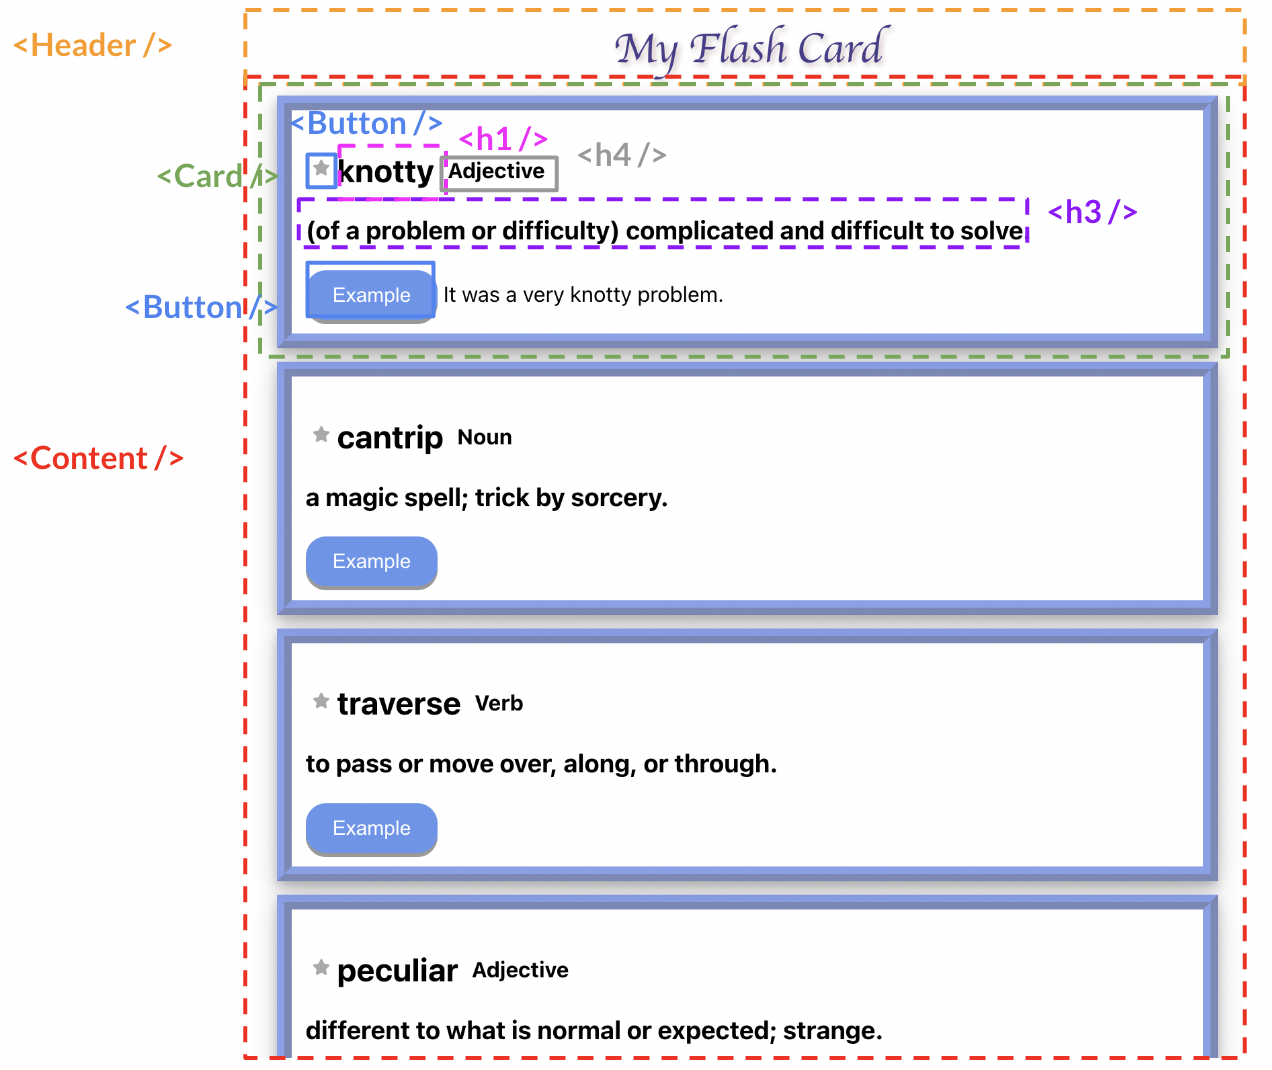 <Header />
My Flash Card
<Button />
<h1 />
<h4 />
<Card />
knotty Adjective
<h3 />
(of a problem or difficulty) complicated and difficult to solve
<Button />
Example It was a very knotty problem.
cantrip Noun
<Content />
a magic spell; trick by sorcery.
Example
traverse Verb
to pass or move over, along, or through.
Example
peculiar Adjective
different to what is normal or expected; strange.